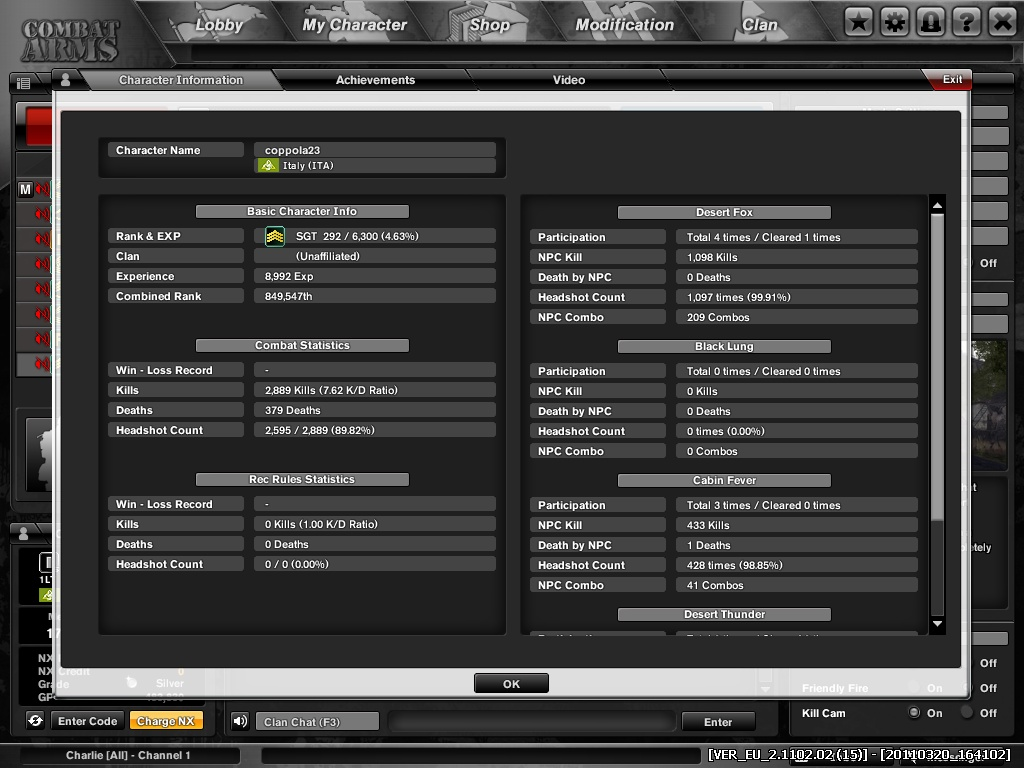 COMBAT ARMS
Lobby
My Character
Shop
Modification
Clan
Character Information
Achievements
Video
Exit
Character Name
coppola23
Italy (ITA)
Basic Character Info
Rank & EXP
SGT 292 / 6,300 (4.63%)
Clan
(Unaffiliated)
Experience
8,992 Exp
Combined Rank
849,547th
Combat Statistics
Win - Loss Record
-
Kills
2,889 Kills (7.62 K/D Ratio)
Deaths
379 Deaths
Headshot Count
2,595 / 2,889 (89.82%)
Rec Rules Statistics
Win - Loss Record
-
Kills
0 Kills (1.00 K/D Ratio)
Deaths
0 Deaths
Headshot Count
0 / 0 (0.00%)
Desert Fox
Participation
Total 4 times / Cleared 1 times
NPC Kill
1,098 Kills
Death by NPC
0 Deaths
Headshot Count
1,097 times (99.91%)
NPC Combo
209 Combos
Black Lung
Participation
Total 0 times / Cleared 0 times
NPC Kill
0 Kills
Death by NPC
0 Deaths
Headshot Count
0 times (0.00%)
NPC Combo
0 Combos
Cabin Fever
Participation
Total 3 times / Cleared 0 times
NPC Kill
433 Kills
Death by NPC
1 Deaths
Headshot Count
428 times (98.85%)
NPC Combo
41 Combos
Desert Thunder
OK
M
Off
Off
Friendly Fire
On
Off
Kill Cam
On
Off
NX Credit
0
Silver
Enter Code
Charge NX
Clan Chat (F3)
Enter
Charlie [All] - Channel 1
[VER_EU_2.1102.02 (15)] - [20110320_164102]